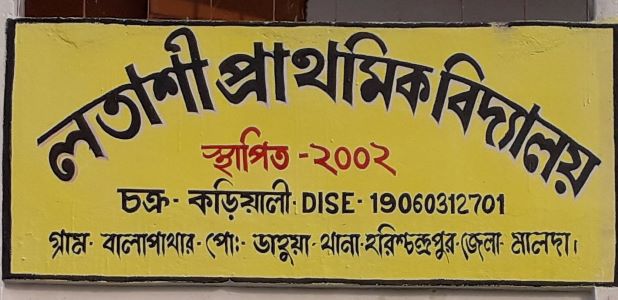 লতাশী প্রাথমিক বিদ্যালয়
স্থাপিত - ২০০২
চক্র - কড়িয়ালী. DISE - 19060312701
গ্রাম - বালাপাথার - পোঃ - ডাহুয়া - থানা - হরিশ্চন্দ্রপুর - জেলা - মালদা।